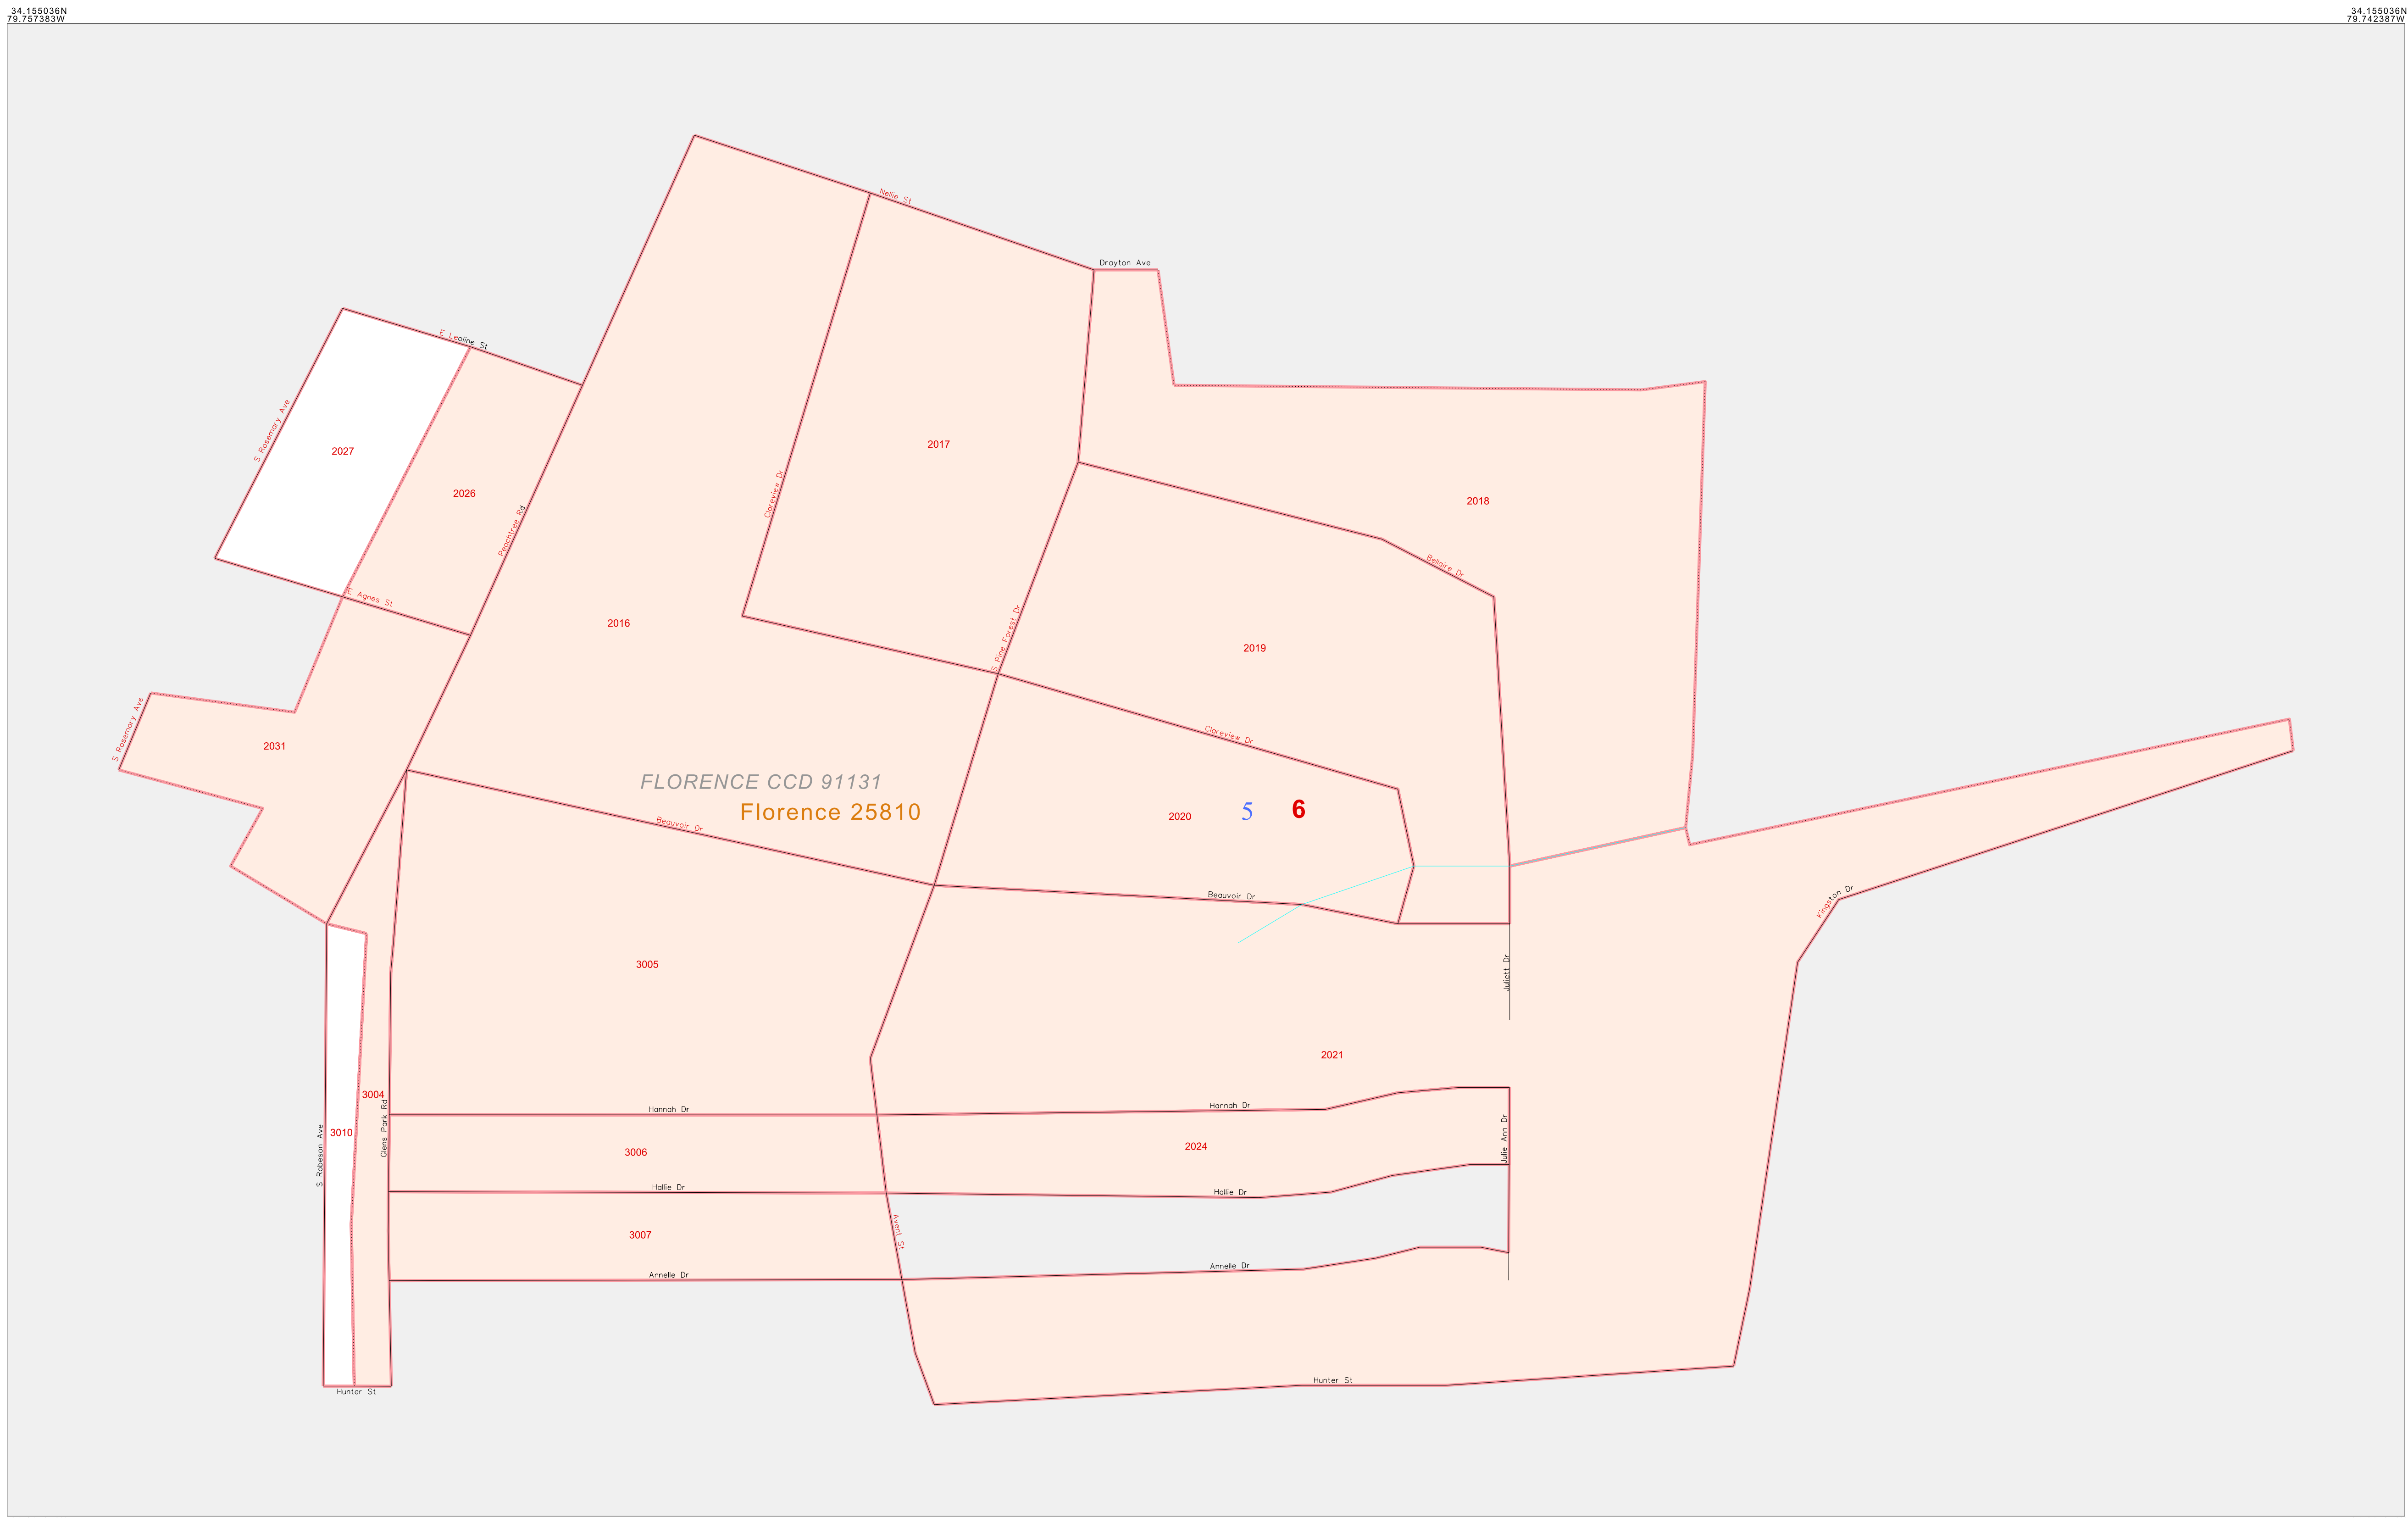 34.155036N
79.757383W
34.155036N
79.742387W
Nellie St
Drayton Ave
E Leoline St
S Rosemary Ave
2027
2026
Peachtree Rd
Clareview Dr
2017
2018
Bellaire Dr
E Agnes St
2016
S Pine Forest Dr
2019
S Rosemary Ave
2031
Clareview Dr
FLORENCE CCD 91131
Florence 25810
2020
5
6
Beauvoir Dr
Beauvoir Dr
Kingston Dr
3005
Juliett Dr
2021
3004
Glens Park Rd
Hannah Dr
Hannah Dr
3010
S Robeson Ave
3006
2024
Julie Ann Dr
Hallie Dr
Hallie Dr
Avent St
3007
Annelle Dr
Annelle Dr
Hunter St
Hunter St